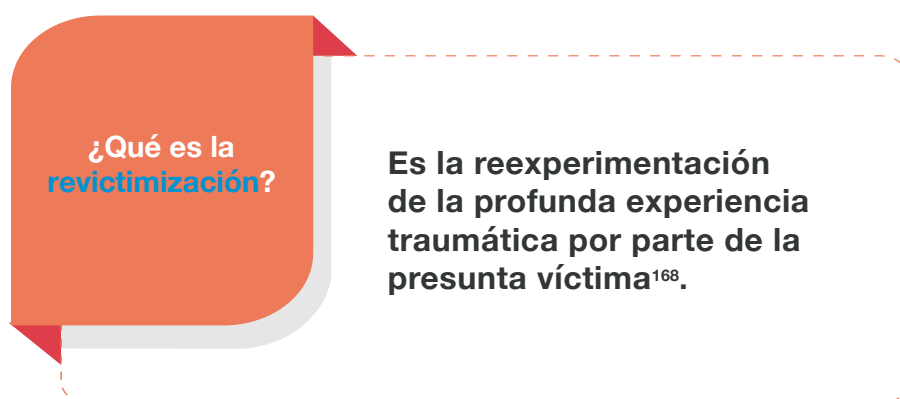 ¿Qué es la
revictimización?
Es la reexperimentación
de la profunda experiencia
traumática por parte de la
presunta víctima¹⁶⁸.